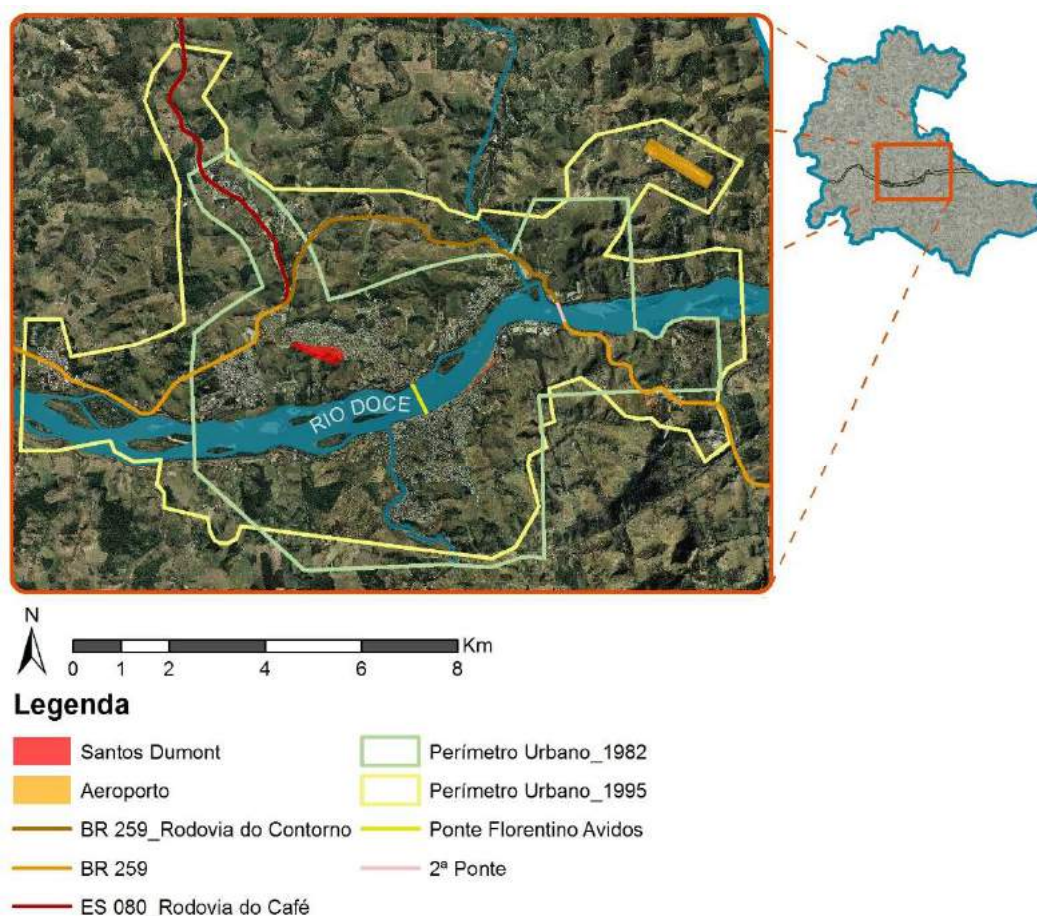 RIO DOCE
N
0 1 2 4 6 8 Km
Legenda
Santos Dumont
Aeroporto
BR 259_Rodovia do Contorno
BR 259
ES 080_Rodovia do Café
Perímetro Urbano_1982
Perímetro Urbano_1995
Ponte Florentino Avidos
2ª Ponte